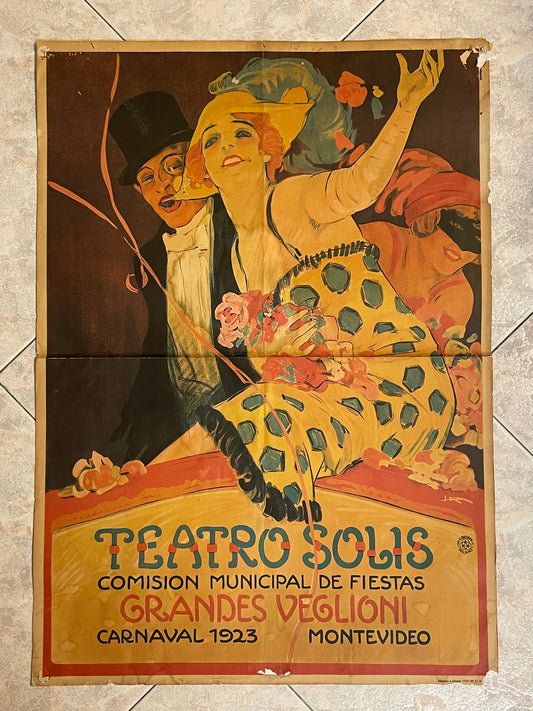 TEATRO SOLIS
COMISION MUNICIPAL DE FIESTAS
GRANDES VEGLIONI
CARNAVAL 1923 MONTEVIDEO